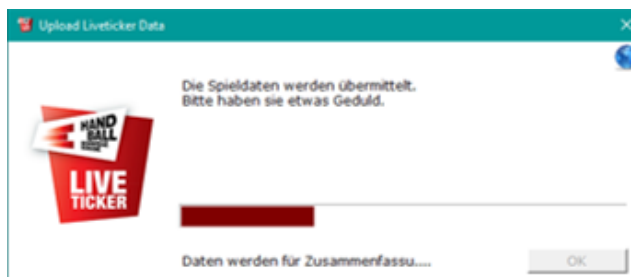 Upload Liveticker Data
Die Spieldaten werden übermittelt.
Bitte haben sie etwas Geduld.
HAND
BALL
LIVE
TICKER
Daten werden für Zusammenfassu....
OK